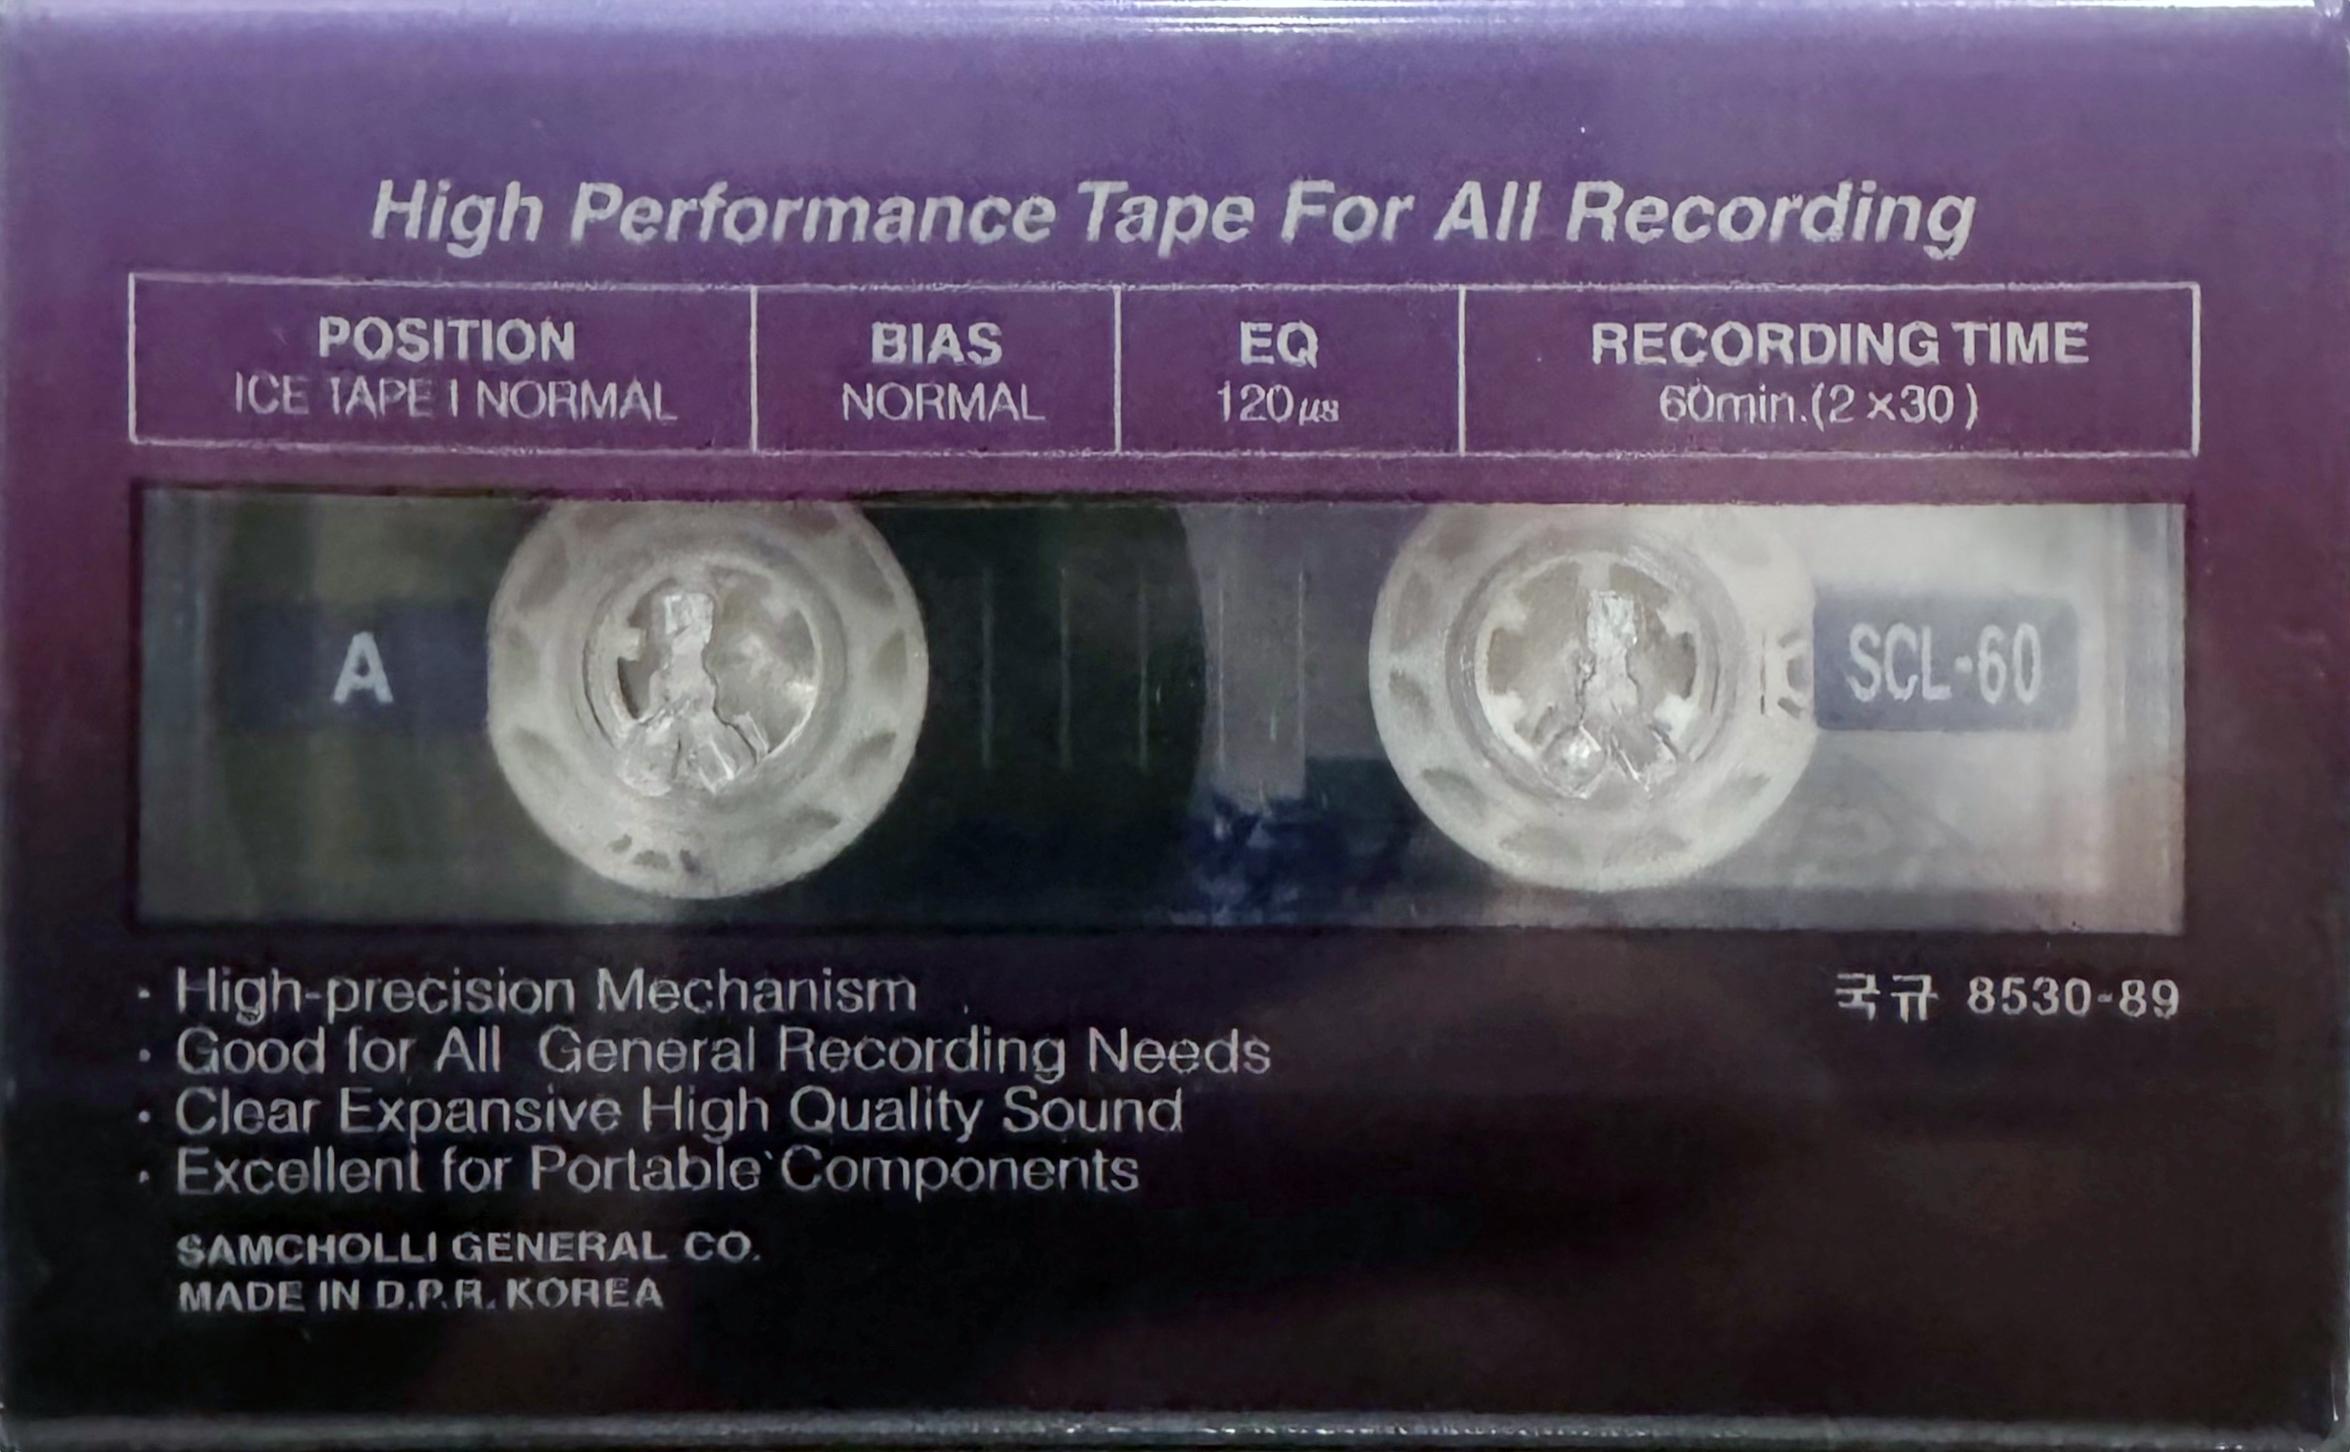 High Performance Tape For All Recording
POSITION BIAS EQ RECORDING TIME
ICE TAPE I NORMAL NORMAL 120μs 60min.(2×30)
A SCL-60
· High-precision Mechanism
국규 8530-89
· Good for All General Recording Needs
· Clear Expansive High Quality Sound
· Excellent for Portable Components
SAMCHOLLI GENERAL CO.
MADE IN D.P.R. KOREA